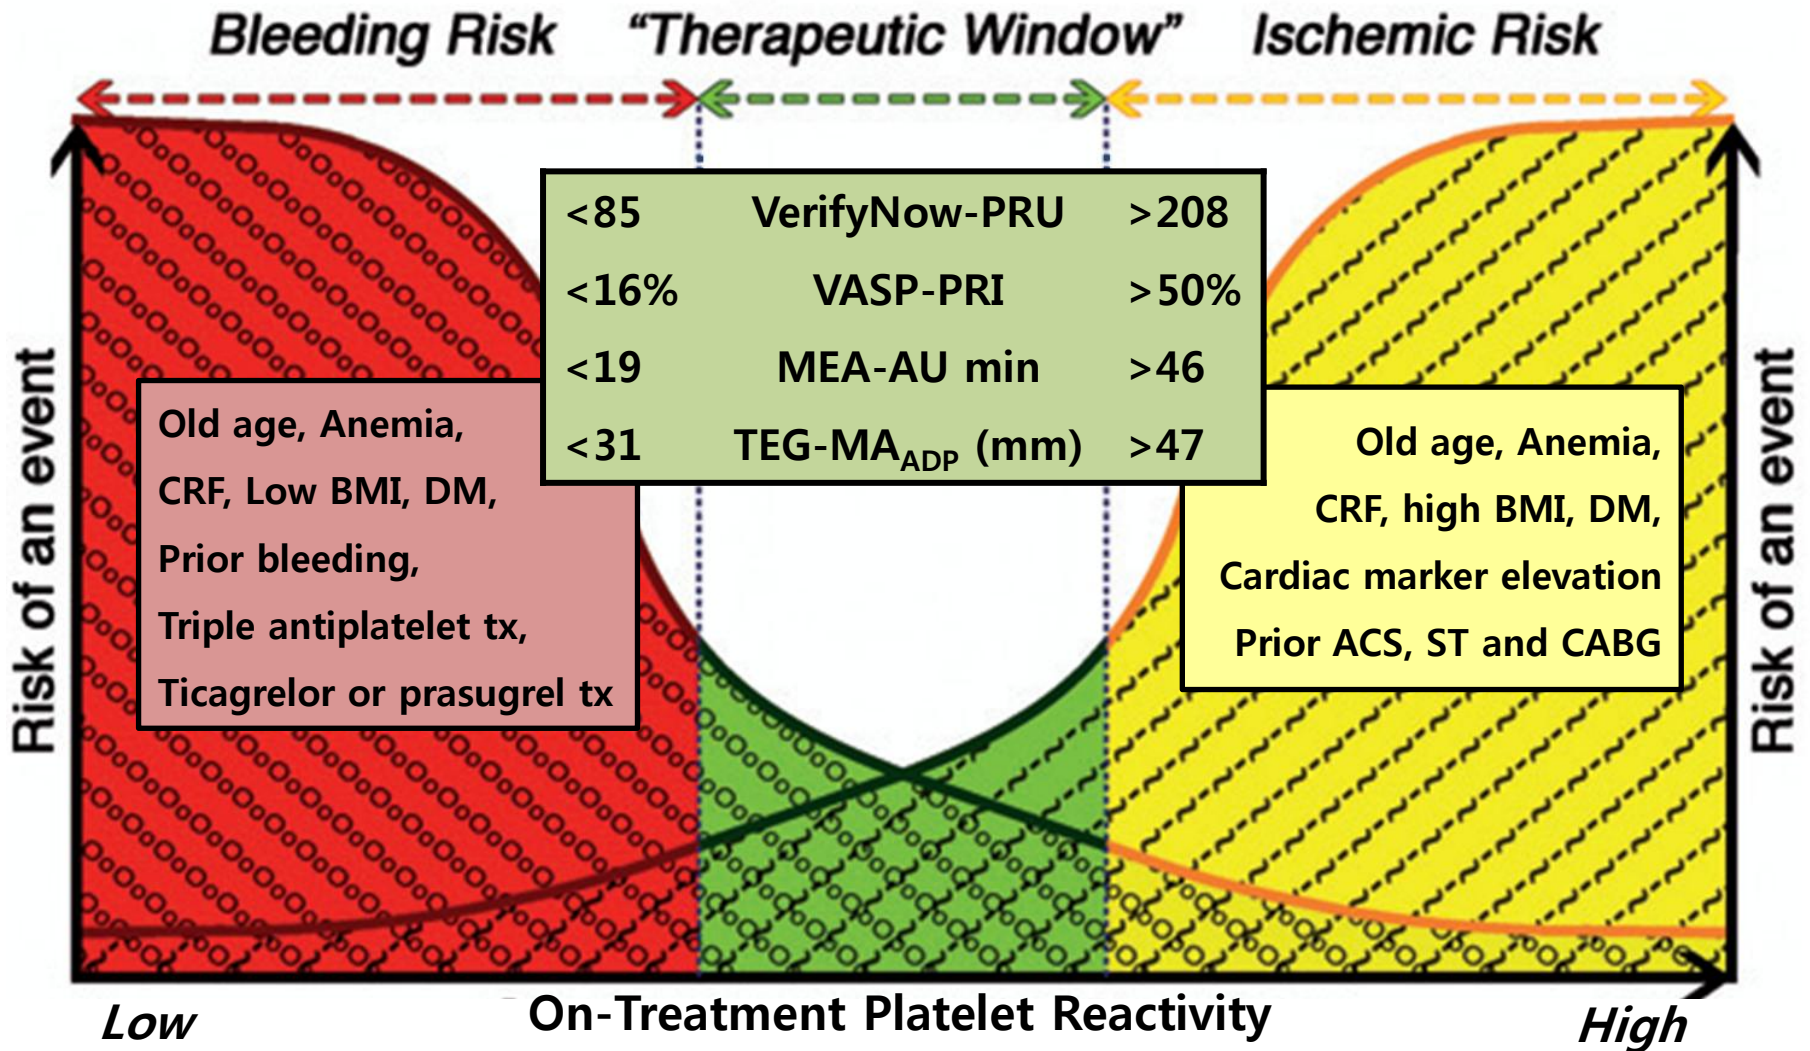 Bleeding Risk
“Therapeutic Window”
Ischemic Risk
<85 VerifyNow-PRU >208
<16% VASP-PRI >50%
<19 MEA-AU min >46
<31 TEG-MA_ADP (mm) >47
Risk of an event
Old age, Anemia,
CRF, Low BMI, DM,
Prior bleeding,
Triple antiplatelet tx,
Ticagrelor or prasugrel tx
Old age, Anemia,
CRF, high BMI, DM,
Cardiac marker elevation
Prior ACS, ST and CABG
Risk of an event
Low
On-Treatment Platelet Reactivity
High